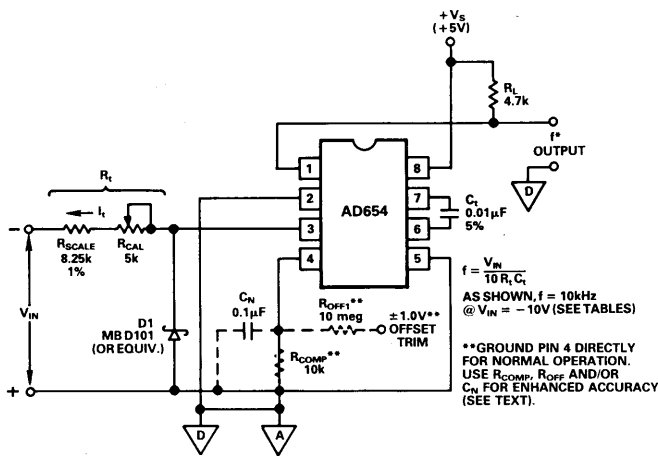 +VS
(+5V)
RL
4.7k
f*
OUTPUT
D
1
2
3
4
8
7
6
5
AD654
Ct
0.01µF
5%
Rt
It
–
RSCALE
8.25k
1%
RCAL
5k
VIN
D1
MBD101
(OR EQUIV.)
+
CN
0.1µF
ROFF1**
10 meg
±1.0V**
OFFSET
TRIM
RCOMP**
10k
D
A
f = VIN
10 Rt Ct
AS SHOWN, f = 10kHz
@ VIN = –10V (SEE TABLES)
**GROUND PIN 4 DIRECTLY
FOR NORMAL OPERATION.
USE RCOMP, ROFF AND/OR
CN FOR ENHANCED ACCURACY
(SEE TEXT).